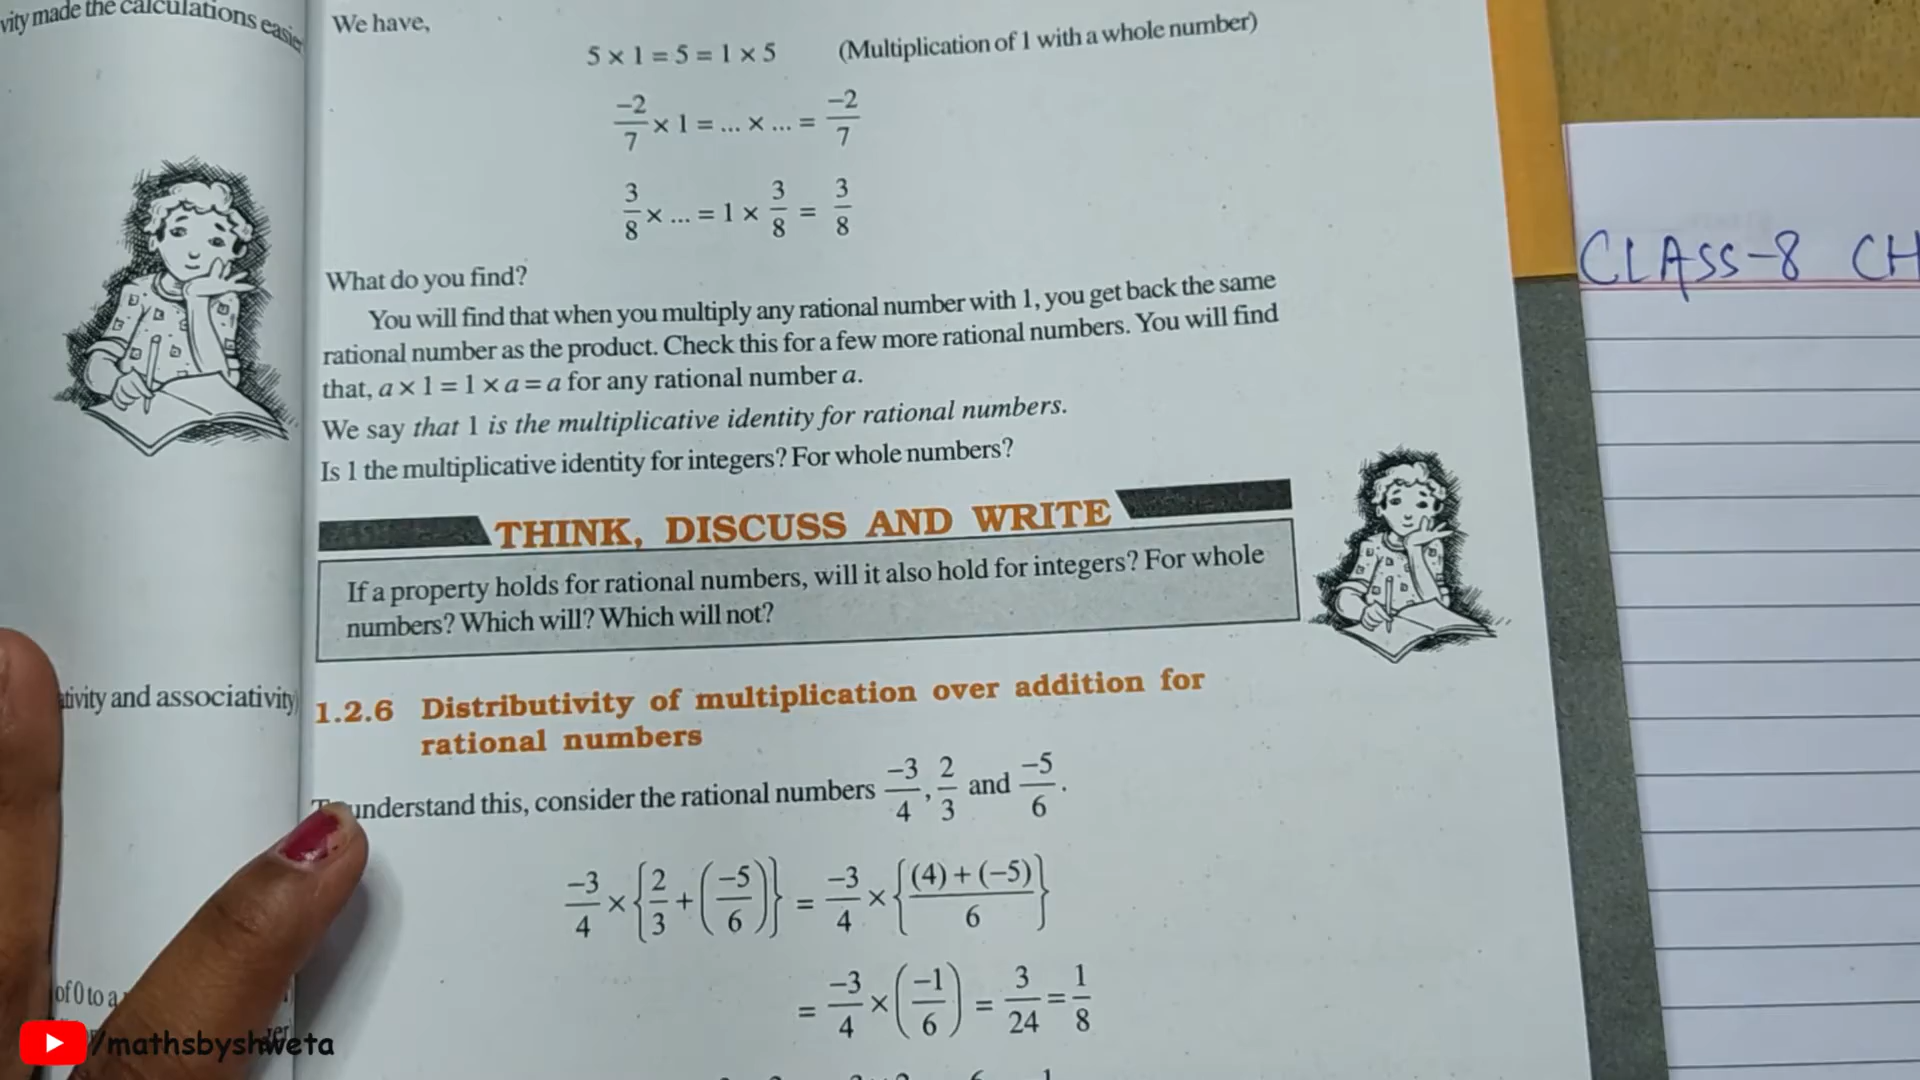 vity made the calculations easie
We have,
5 × 1 = 5 = 1 × 5 (Multiplication of 1 with a whole number)
−2/7 × 1 = ... × ... = −2/7
3/8 × ... = 1 × 3/8 = 3/8
What do you find?
You will find that when you multiply any rational number with 1, you get back the same
rational number as the product. Check this for a few more rational numbers. You will find
that, a × 1 = 1 × a = a for any rational number a.
We say that 1 is the multiplicative identity for rational numbers.
Is 1 the multiplicative identity for integers? For whole numbers?
THINK, DISCUSS AND WRITE
If a property holds for rational numbers, will it also hold for integers? For whole
numbers? Which will? Which will not?
tivity and associativity)
1.2.6 Distributivity of multiplication over addition for
rational numbers
To understand this, consider the rational numbers −3/4, 2/3 and −5/6.
−3/4 × {2/3 + (−5/6)} = −3/4 × {(4) + (−5)/6}
= −3/4 × (−1/6) = 3/24 = 1/8
of 0 to a
/mathsbyshweta
CLASS-8 CH